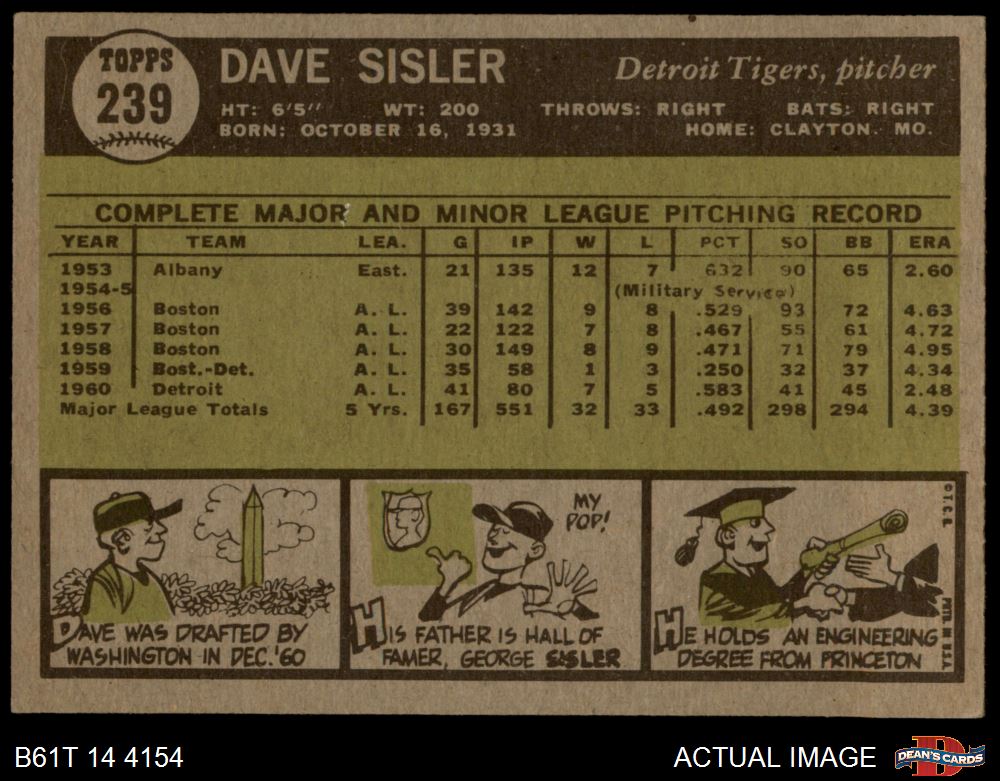 TOPPS
239
DAVE SISLER
Detroit Tigers, pitcher
HT: 6'5" WT: 200 THROWS: RIGHT BATS: RIGHT
BORN: OCTOBER 16, 1931 HOME: CLAYTON. MO.
COMPLETE MAJOR AND MINOR LEAGUE PITCHING RECORD
YEAR TEAM LEA. G IP W L PCT SO BB ERA
1953 Albany East. 21 135 12 7 632 90 65 2.60
1954-5 (Military Service)
1956 Boston A. L. 39 142 9 8 .529 93 72 4.63
1957 Boston A. L. 22 122 7 8 .467 55 61 4.72
1958 Boston A. L. 30 149 8 9 .471 71 79 4.95
1959 Bost.-Det. A. L. 35 58 1 3 .250 32 37 4.34
1960 Detroit A. L. 41 80 7 5 .583 41 45 2.48
Major League Totals 5 Yrs. 167 551 32 33 .492 298 294 4.39
DAVE WAS DRAFTED BY
WASHINGTON IN DEC. '60
MY
POP!
HIS FATHER IS HALL OF
FAMER, GEORGE SISLER
HE HOLDS AN ENGINEERING
DEGREE FROM PRINCETON
© T.C.G.
PRTD. IN U.S.A.
B61T 14 4154
ACTUAL IMAGE
D
DEAN'S CARDS